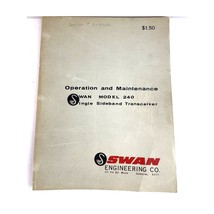 $1.50
Operation and Maintenance
SWAN MODEL 240
Single Sideband Transceiver
SWAN
ENGINEERING CO.